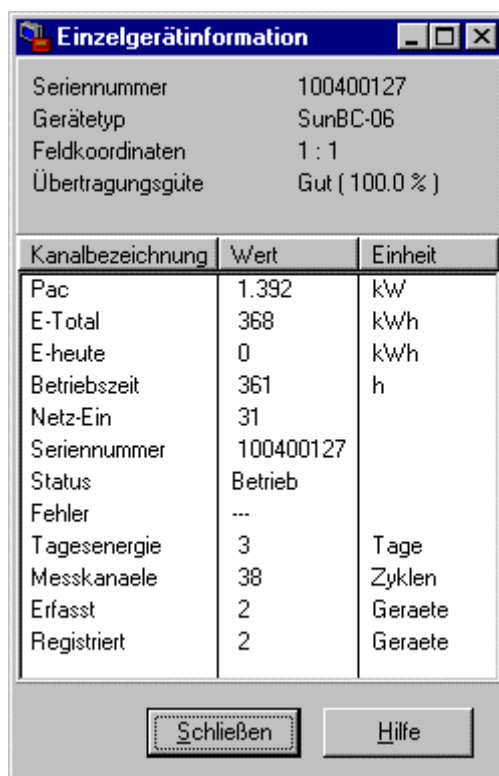 Einzelgerätinformation
Seriennummer 100400127
Gerätetyp SunBC-06
Feldkoordinaten 1 : 1
Übertragungsgüte Gut ( 100.0 % )
Kanalbezeichnung Wert Einheit
Pac 1.392 kW
E-Total 368 kWh
E-heute 0 kWh
Betriebszeit 361 h
Netz-Ein 31
Seriennummer 100400127
Status Betrieb
Fehler ---
Tagesenergie 3 Tage
Messkanaele 38 Zyklen
Erfasst 2 Geraete
Registriert 2 Geraete
Schließen Hilfe